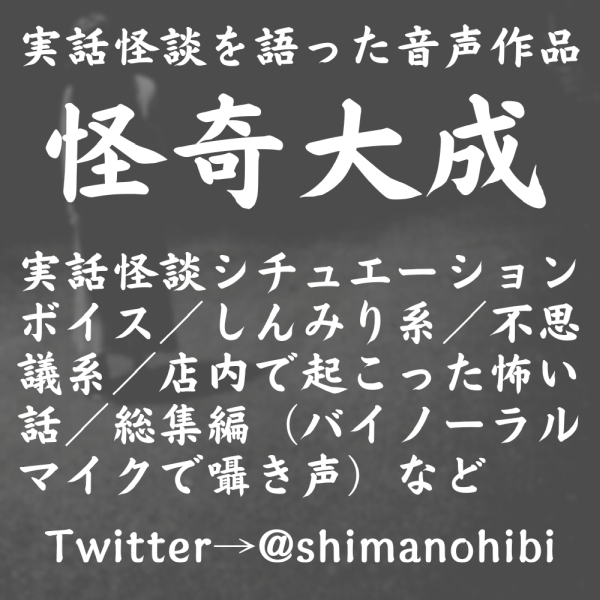 実話怪談を語った音声作品
怪奇大成
実話怪談シチュエーション
ボイス／しんみり系／不思
議系／店内で起こった怖い
話／総集編（バイノーラル
マイクで囁き声）など
Twitter→@shimanohibi